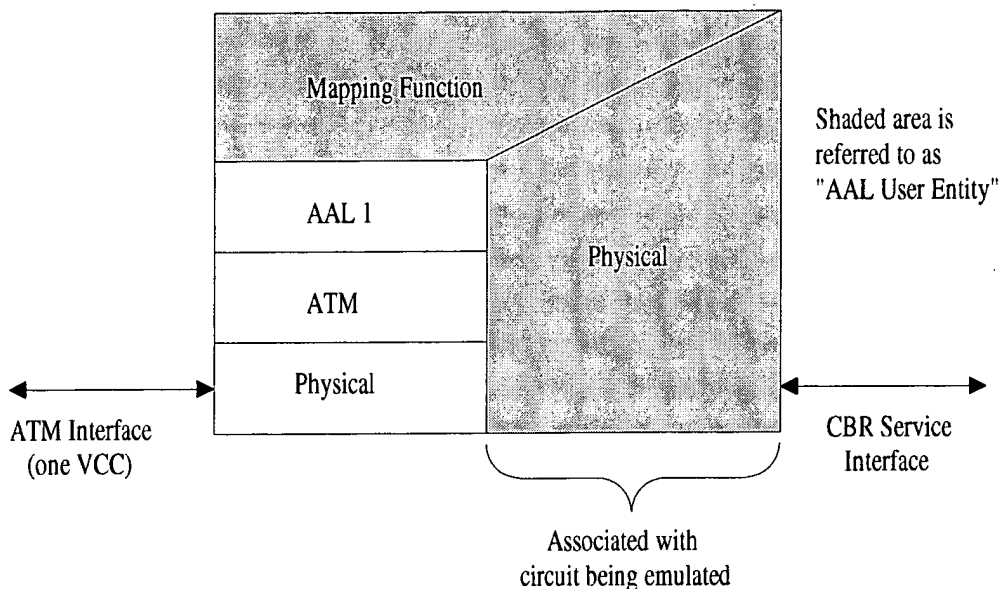 Mapping Function
Shaded area is
referred to as
"AAL User Entity"
AAL 1
Physical
ATM
Physical
ATM Interface
(one VCC)
CBR Service
Interface
Associated with
circuit being emulated